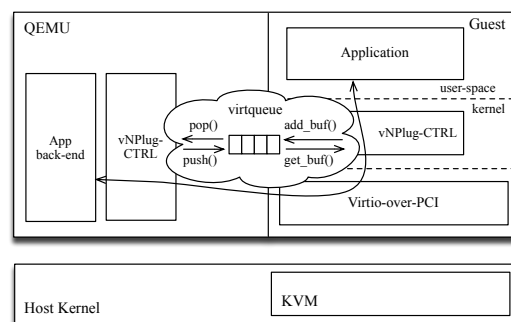 QEMU
Guest
Application
user-space
kernel
virtqueue
App
back-end
vNPlug-
CTRL
pop()
add_buf()
push()
get_buf()
vNPlug-CTRL
Virtio-over-PCI
Host Kernel
KVM